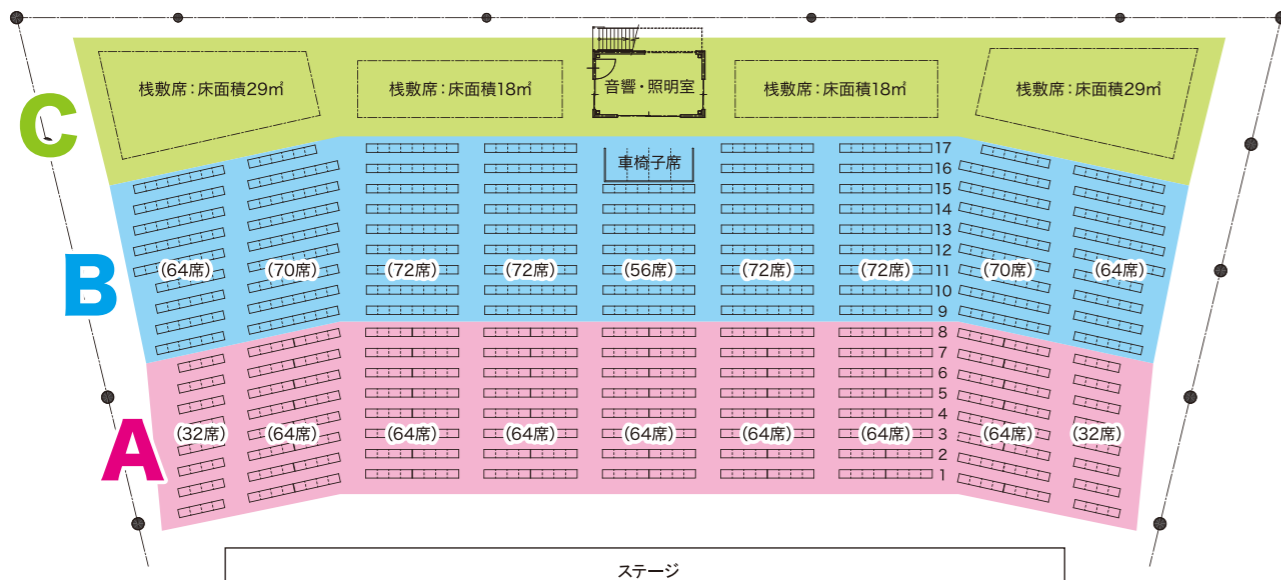 桟敷席：床面積29㎡
桟敷席：床面積18㎡
音響・照明室
桟敷席：床面積18㎡
桟敷席：床面積29㎡
C
車椅子席
17
16
15
14
13
12
11
10
9
B
(64席)
(70席)
(72席)
(72席)
(56席)
(72席)
(72席)
(70席)
(64席)
8
7
6
5
4
3
2
1
A
(32席)
(64席)
(64席)
(64席)
(64席)
(64席)
(64席)
(64席)
(32席)
ステージ